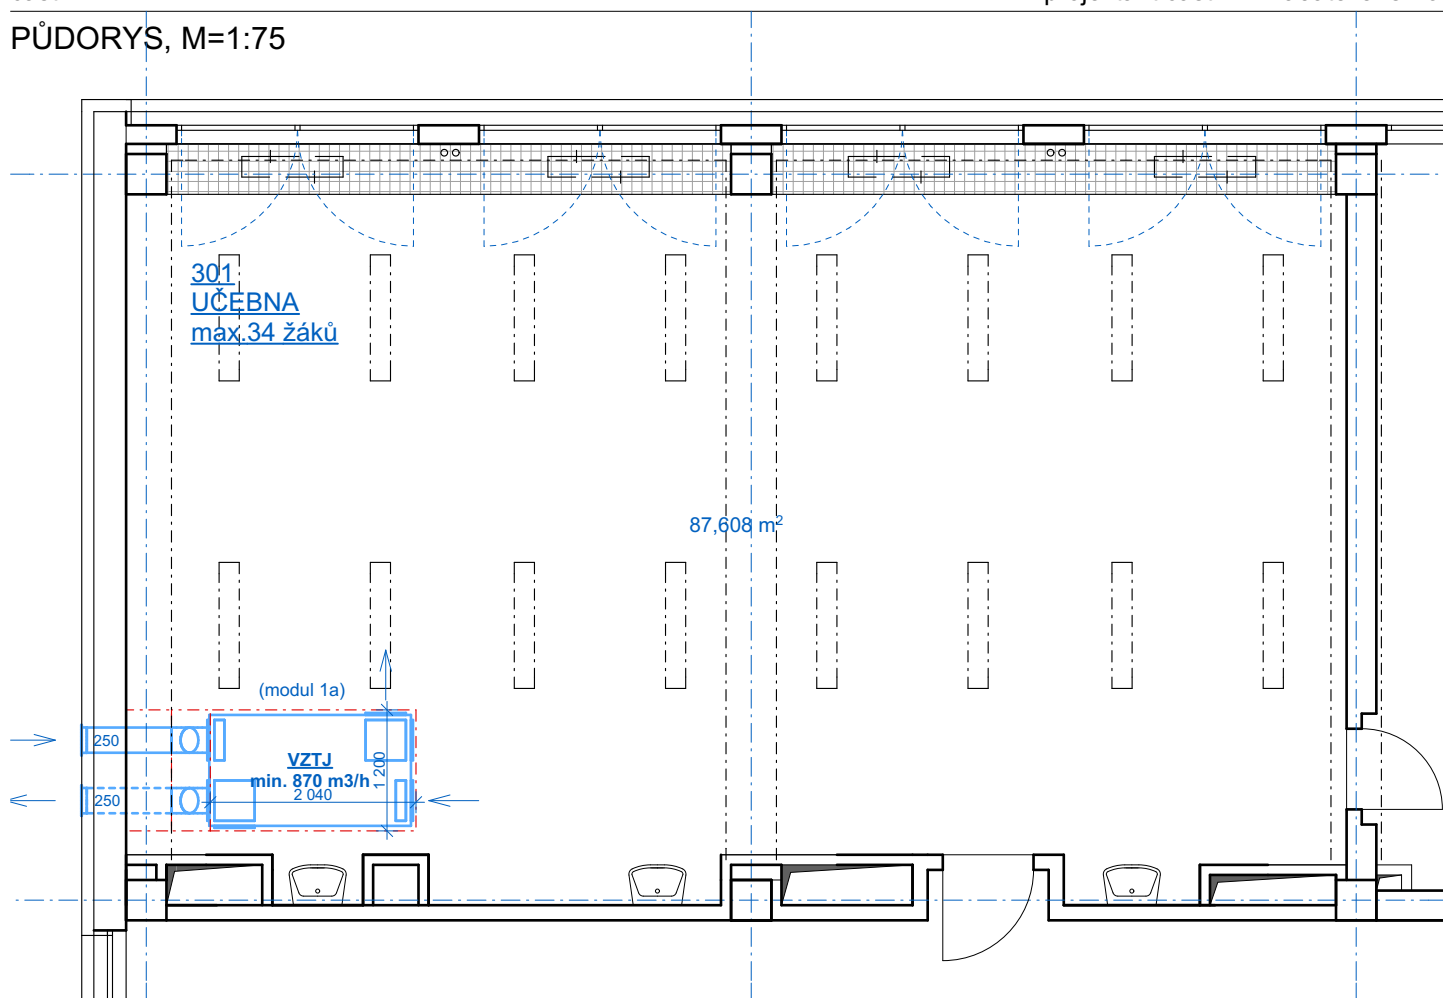 PŮDORYS, M=1:75
301
UČEBNA
max.34 žáků
87,608 m²
(modul 1a)
250
VZTJ
min. 870 m3/h
1 200
2 040
250